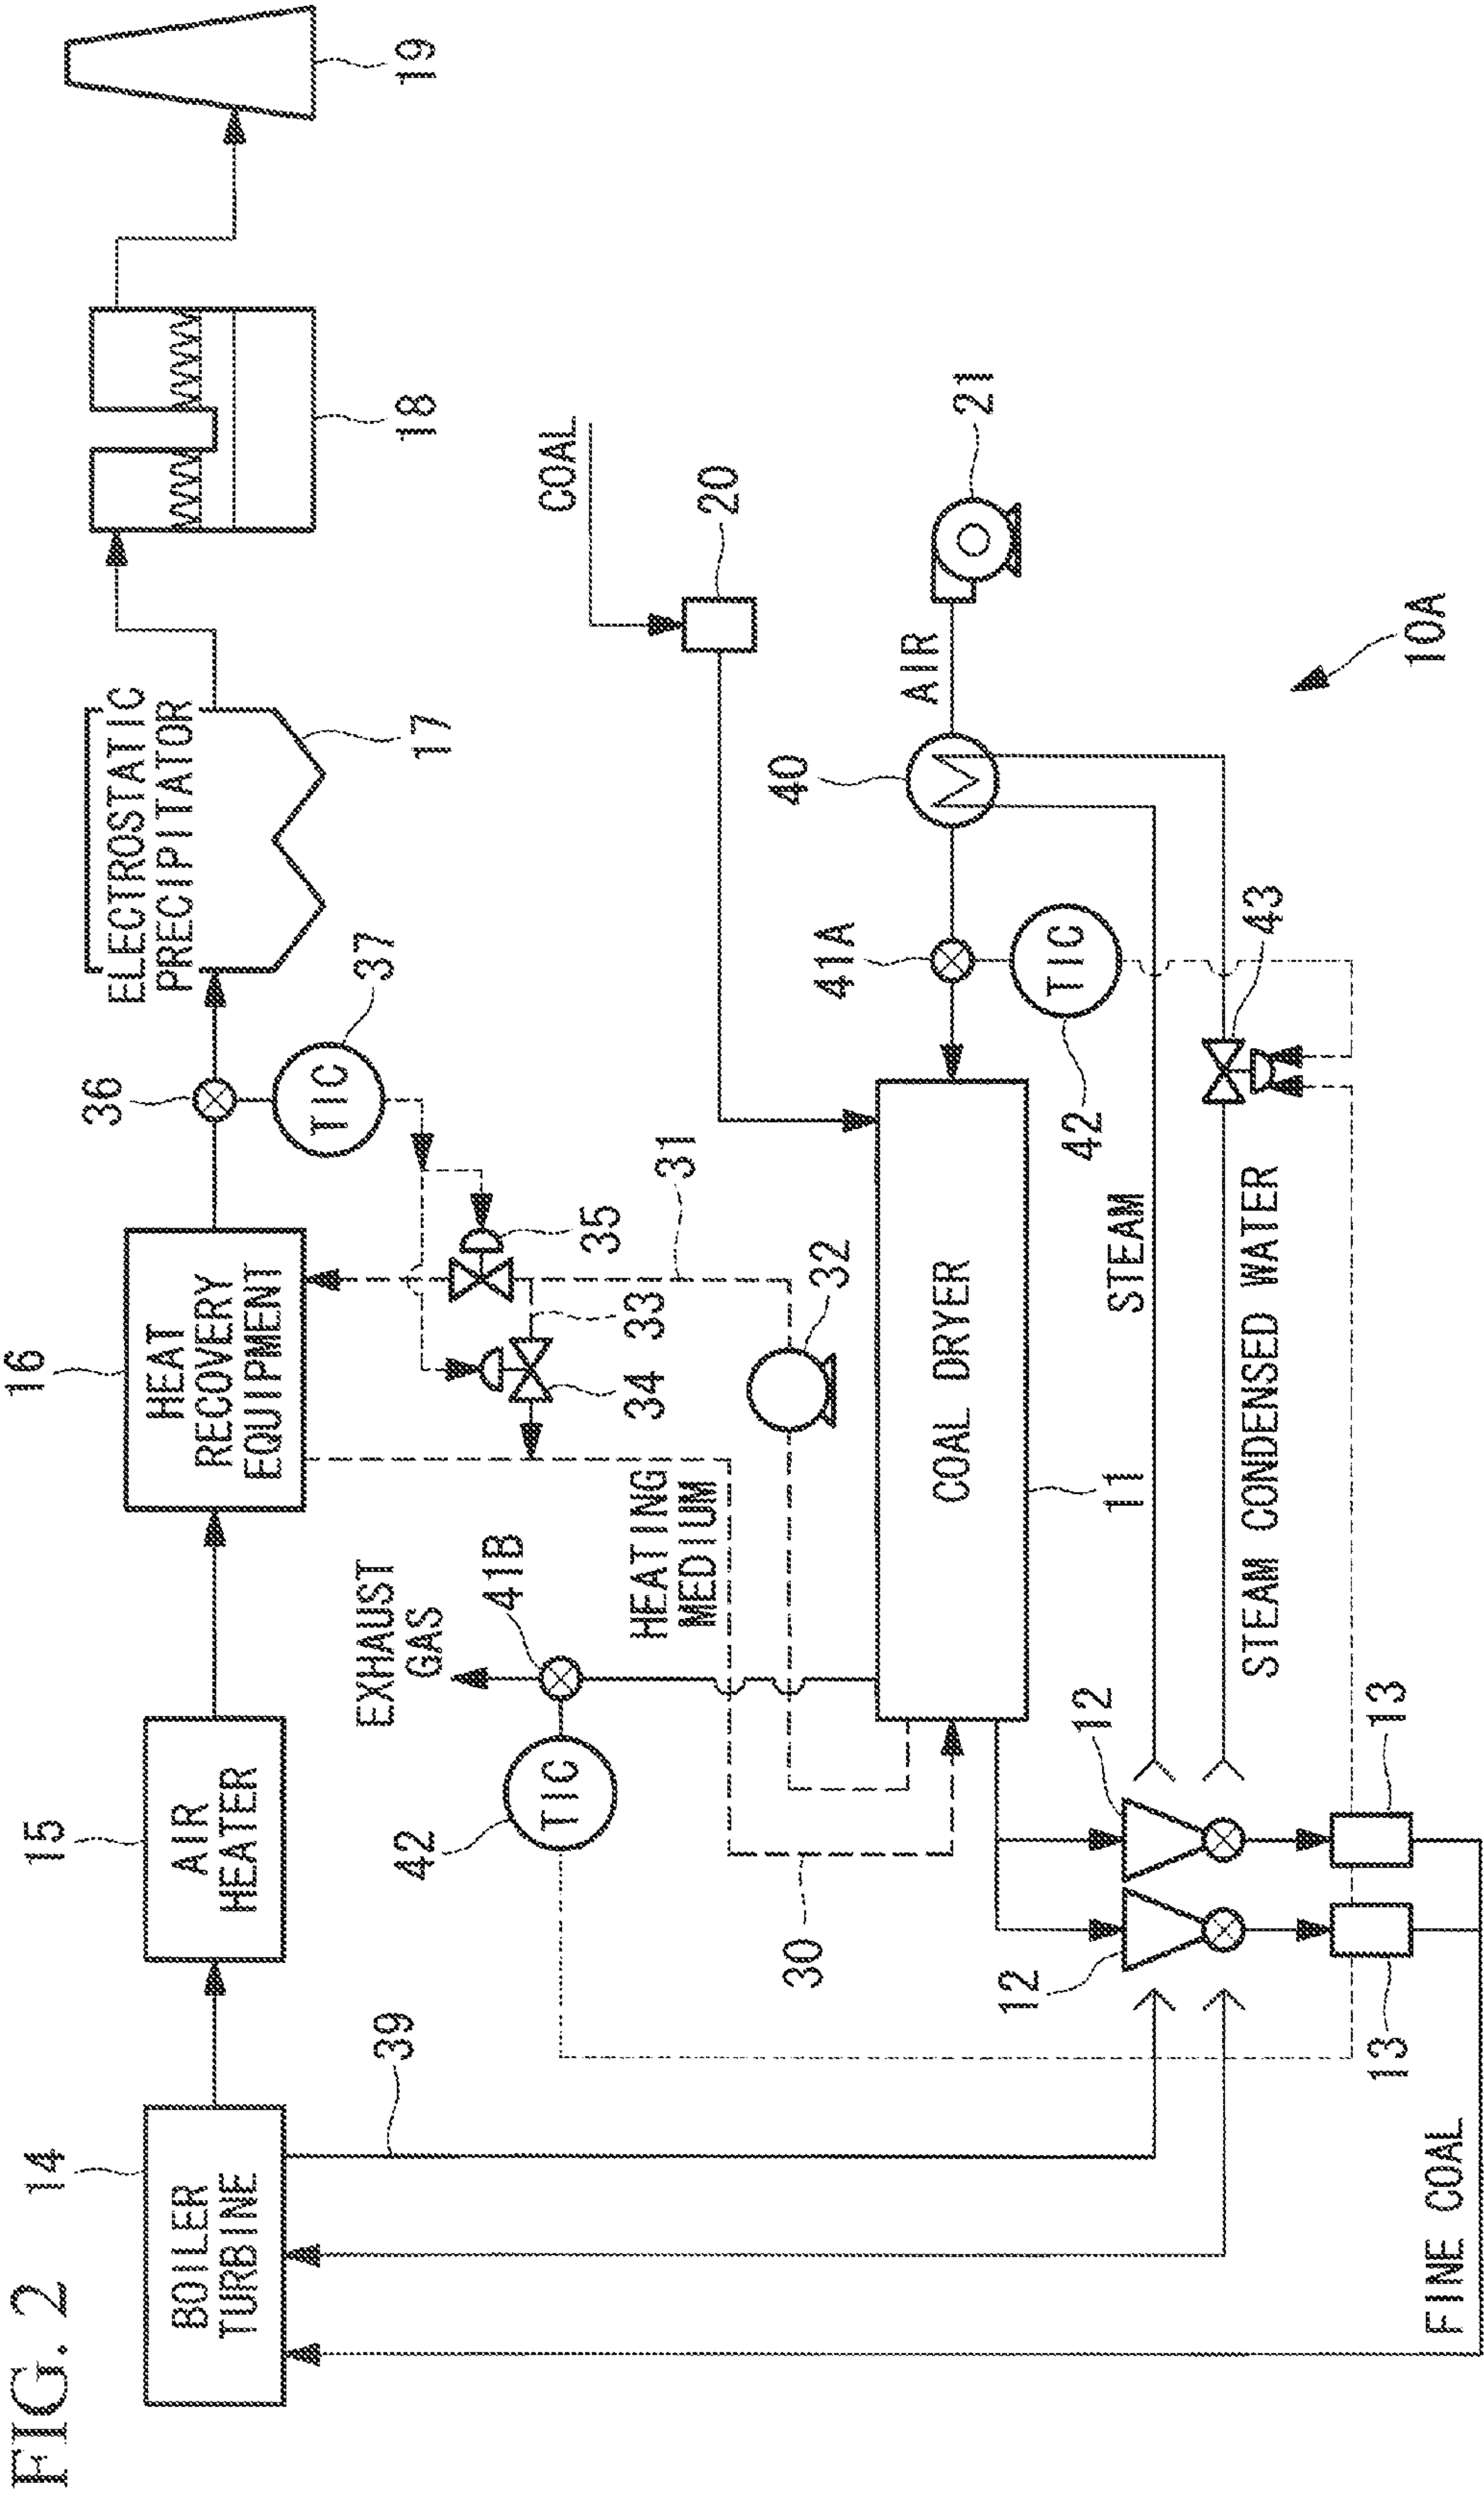 FIG. 2
14
BOILER
TURBINE
15
AIR
HEATER
16
HEAT
RECOVERY
EQUIPMENT
36
ELECTROSTATIC
PRECIPITATOR
17
18
19
39
42
TIC
EXHAUST
GAS
41B
TIC
37
34
33
35
31
HEATING
MEDIUM
30
32
COAL
20
COAL DRYER
11
41A
40
AIR
21
TIC
42
12
12
STEAM
43
STEAM CONDENSED WATER
13
13
FINE COAL
10A